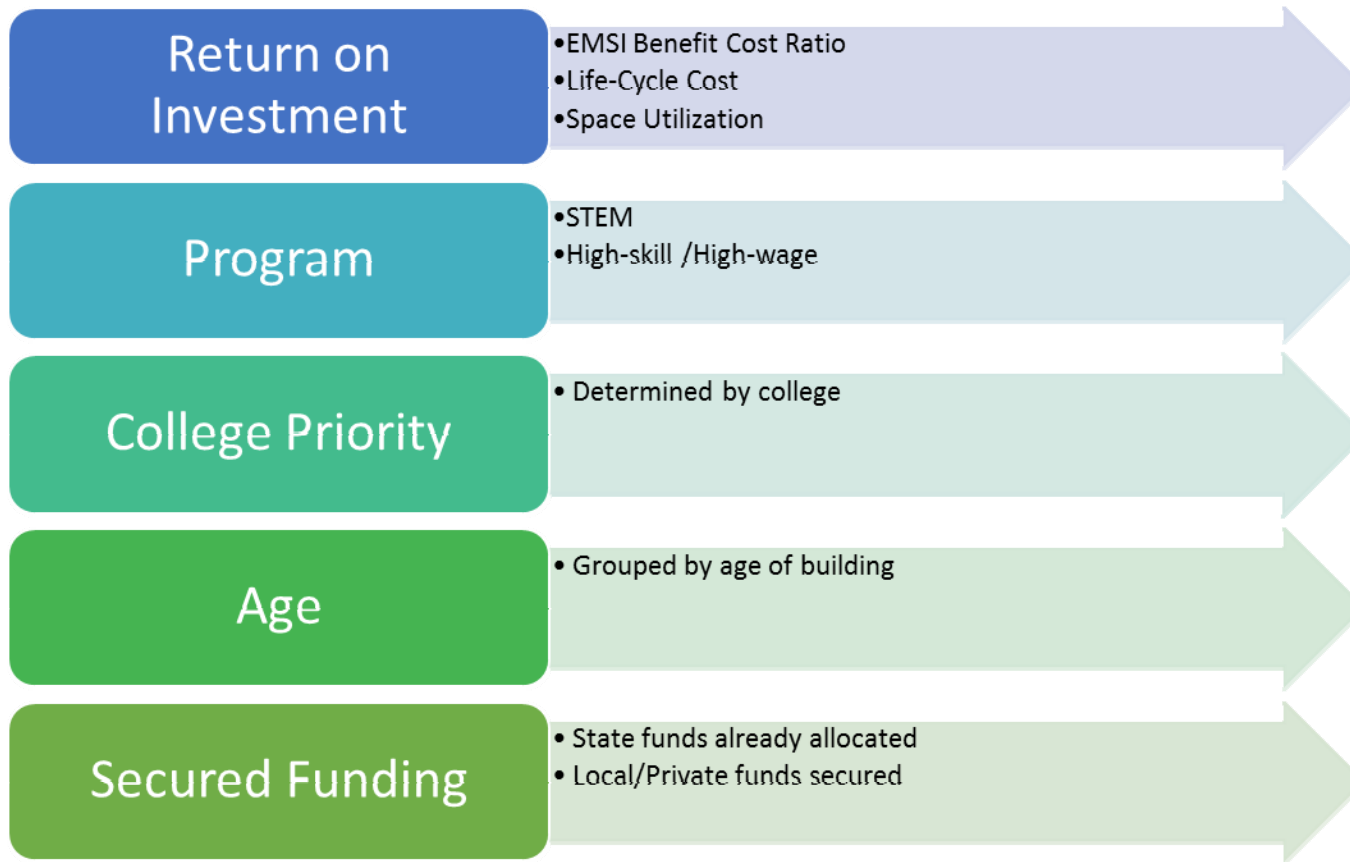 Return on
Investment
•EMSI Benefit Cost Ratio
•Life-Cycle Cost
•Space Utilization
Program
•STEM
•High-skill /High-wage
College Priority
• Determined by college
Age
• Grouped by age of building
Secured Funding
• State funds already allocated
• Local/Private funds secured